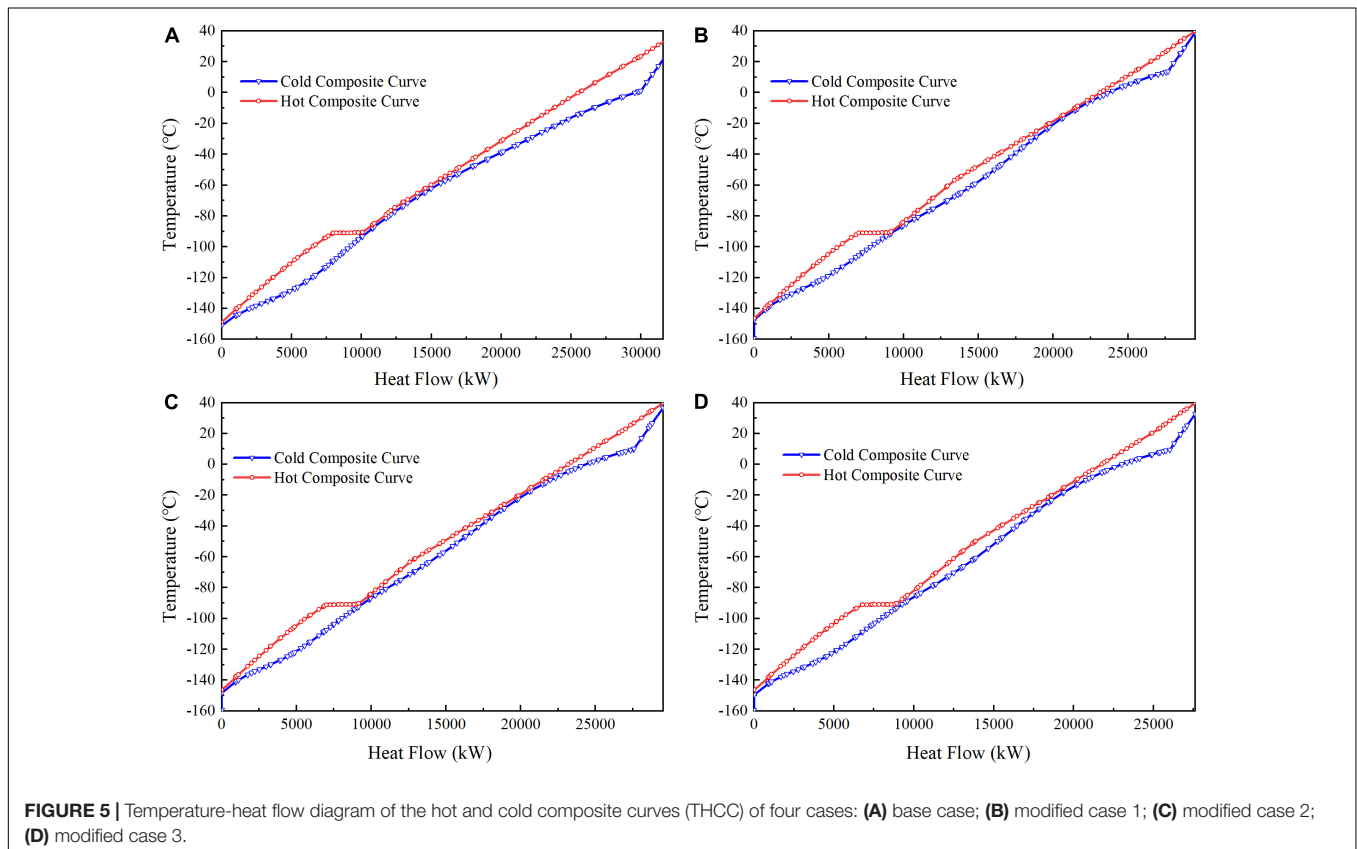 A
40
20
0
-20
-40
-60
-80
-100
-120
-140
-160
Temperature (°C)
Cold Composite Curve
Hot Composite Curve
0 5000 10000 15000 20000 25000 30000
Heat Flow (kW)
B
40
20
0
-20
-40
-60
-80
-100
-120
-140
-160
Temperature (°C)
Cold Composite Curve
Hot Composite Curve
0 5000 10000 15000 20000 25000
Heat Flow (kW)
C
40
20
0
-20
-40
-60
-80
-100
-120
-140
-160
Temperature (°C)
Cold Composite Curve
Hot Composite Curve
0 5000 10000 15000 20000 25000
Heat Flow (kW)
D
40
20
0
-20
-40
-60
-80
-100
-120
-140
-160
Temperature (°C)
Cold Composite Curve
Hot Composite Curve
0 5000 10000 15000 20000 25000
Heat Flow (kW)
FIGURE 5 | Temperature-heat flow diagram of the hot and cold composite curves (THCC) of four cases: (A) base case; (B) modified case 1; (C) modified case 2;
(D) modified case 3.